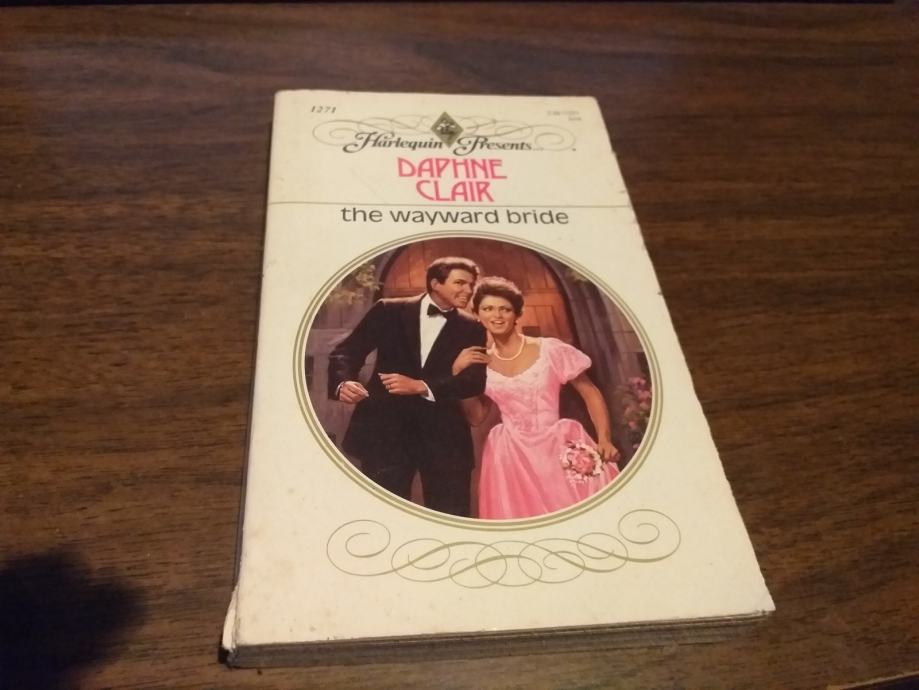 1271
Harlequin Presents...
DAPHNE
CLAIR
the wayward bride